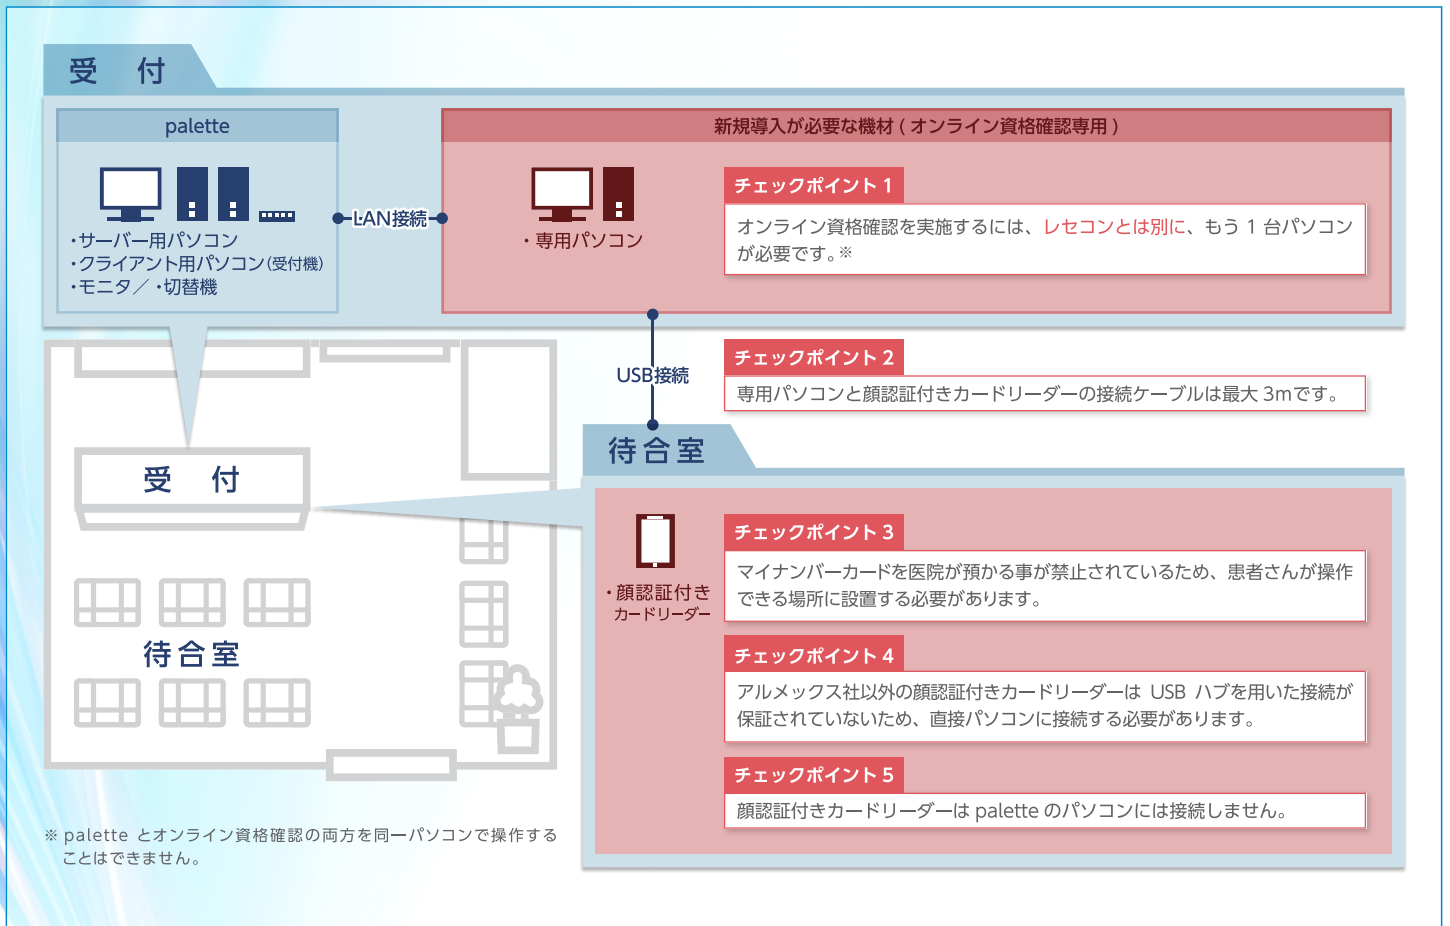 受 付
palette
・サーバー用パソコン
・クライアント用パソコン(受付機)
・モニタ／・切替機
LAN接続
新規導入が必要な機材 ( オンライン資格確認専用 )
・専用パソコン
チェックポイント 1
オンライン資格確認を実施するには、レセコンとは別に、もう 1 台パソコン
が必要です。※
USB接続
チェックポイント 2
専用パソコンと顔認証付きカードリーダーの接続ケーブルは最大 3mです。
受 付
待合室
待合室
・顔認証付き
カードリーダー
チェックポイント 3
マイナンバーカードを医院が預かる事が禁止されているため、患者さんが操作
できる場所に設置する必要があります。
チェックポイント 4
アルメックス社以外の顔認証付きカードリーダーは USB ハブを用いた接続が
保証されていないため、直接パソコンに接続する必要があります。
チェックポイント 5
顔認証付きカードリーダーは palette のパソコンには接続しません。
※ palette とオンライン資格確認の両方を同一パソコンで操作する
ことはできません。